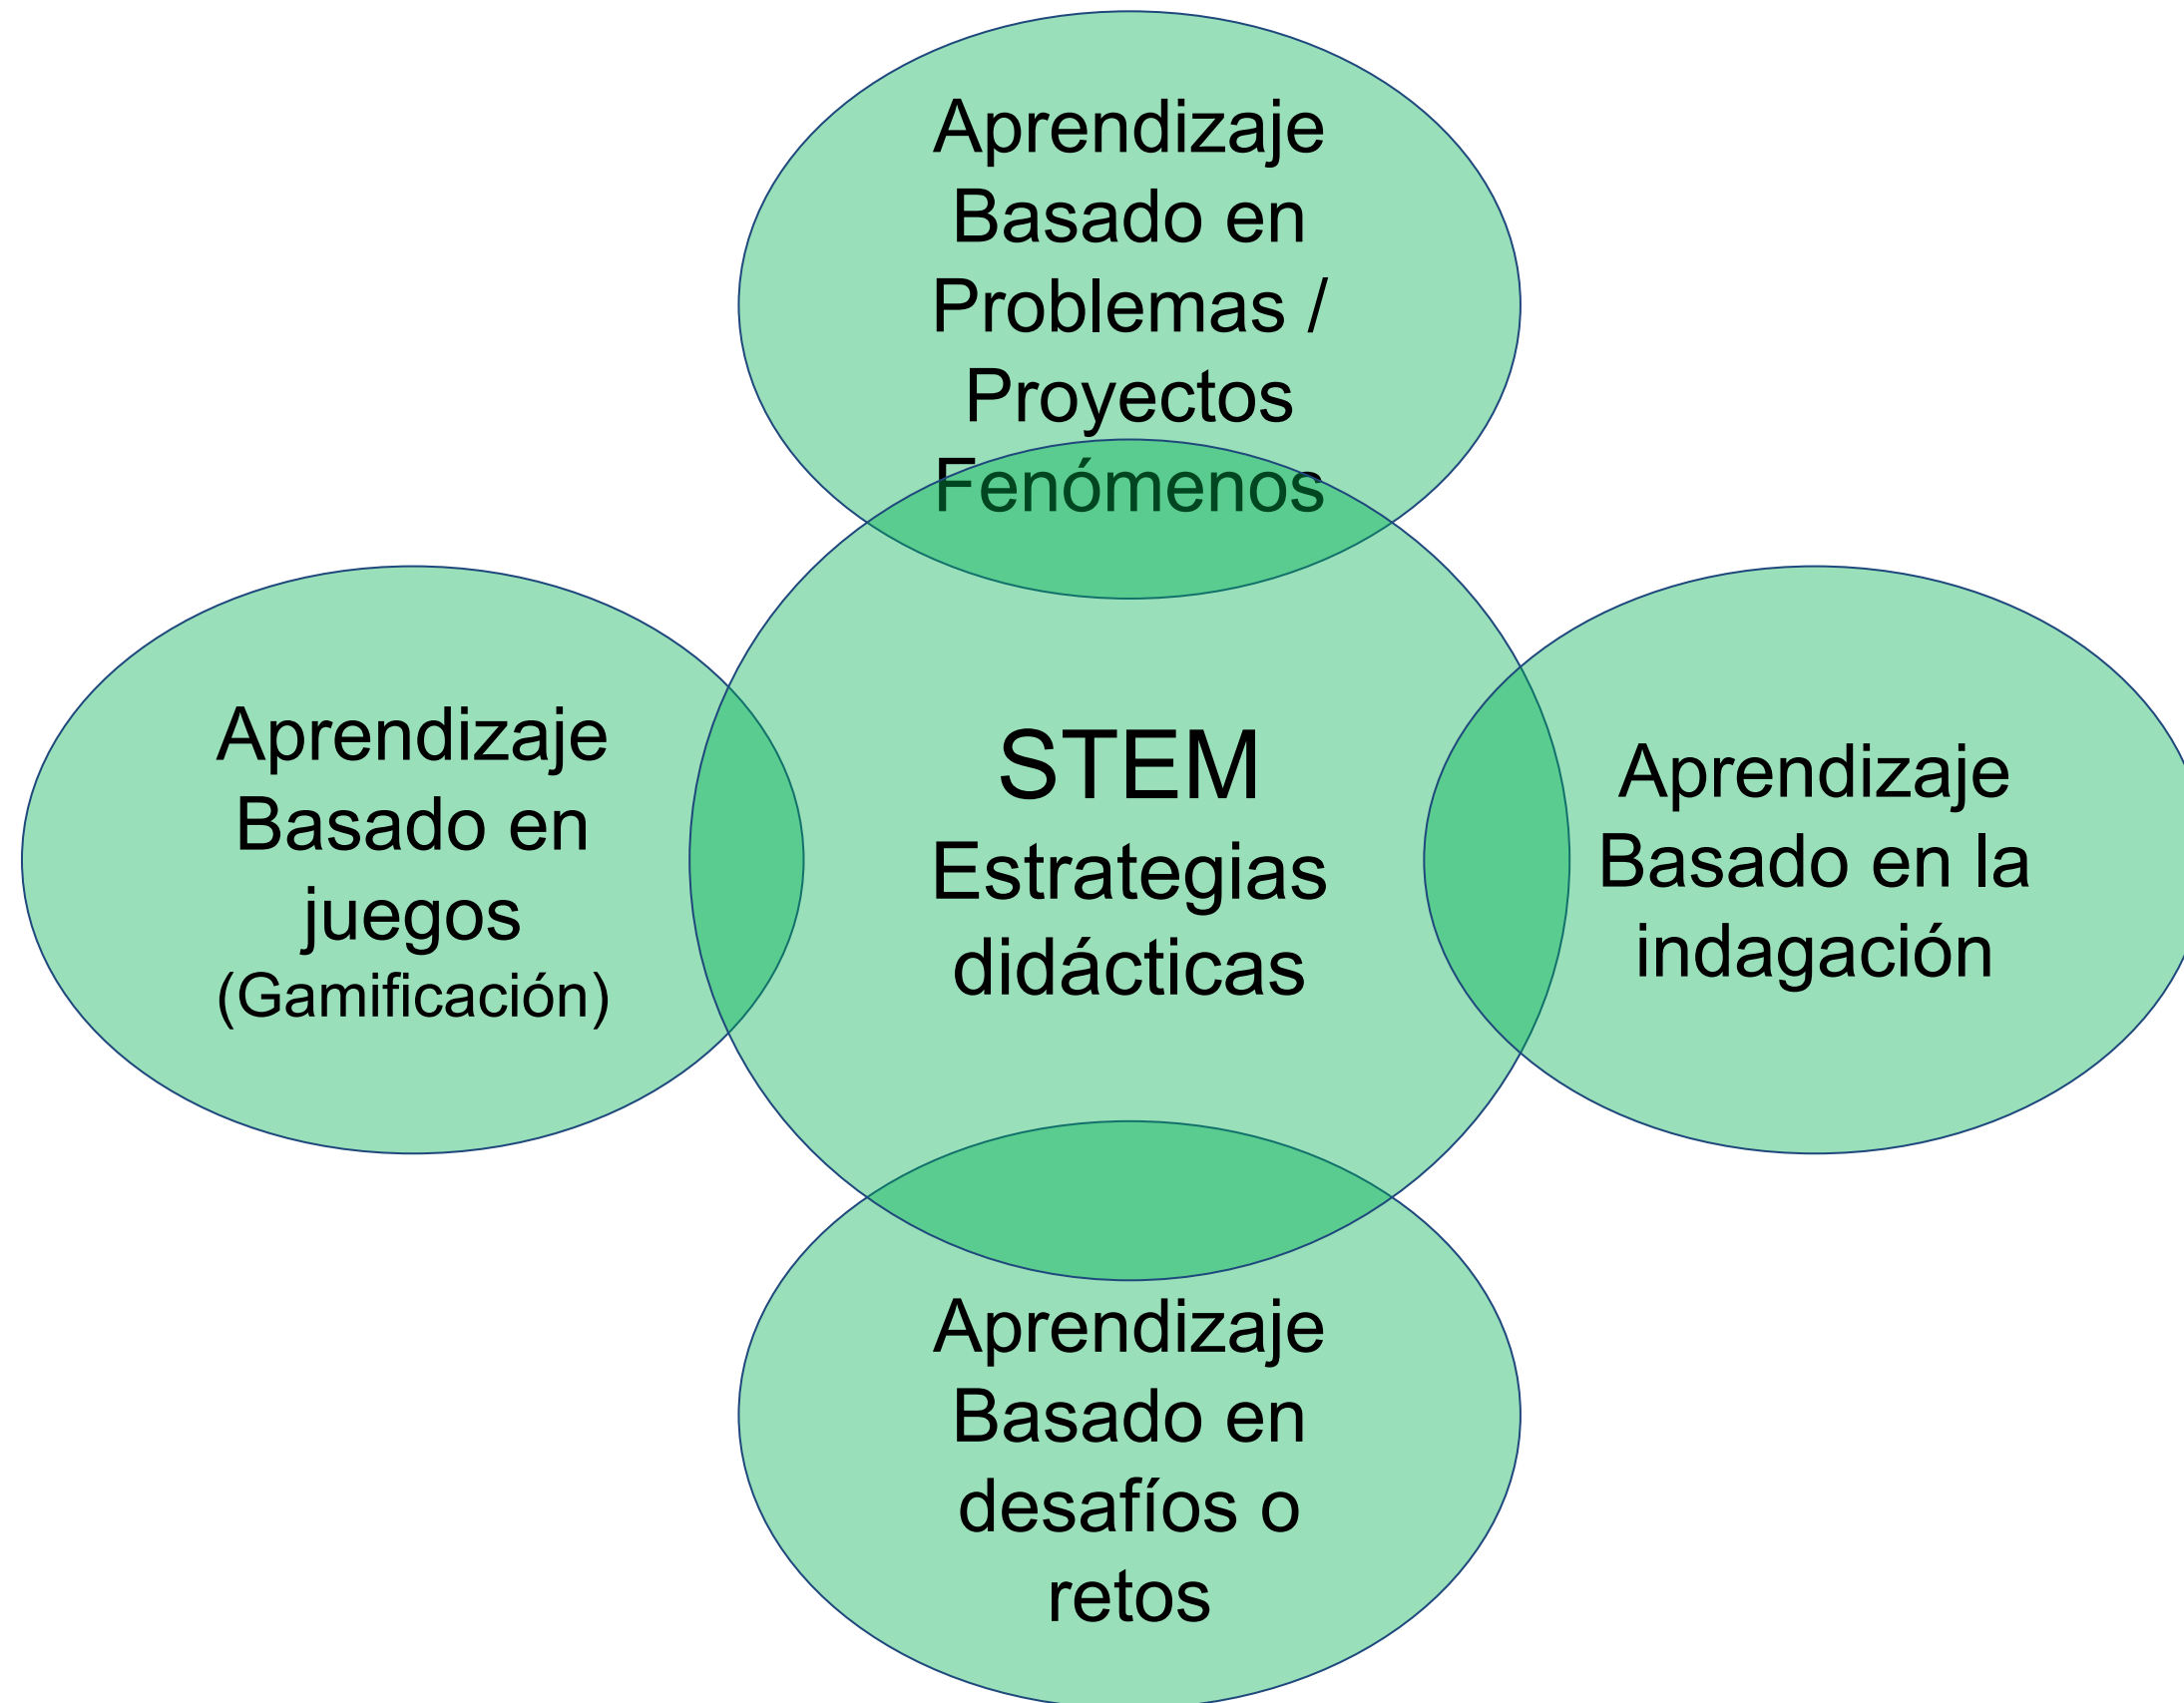 Aprendizaje
Basado en
Problemas /
Proyectos
Fenómenos
Aprendizaje
Basado en
juegos
(Gamificación)
STEM
Estrategias
didácticas
Aprendizaje
Basado en la
indagación
Aprendizaje
Basado en
desafíos o
retos